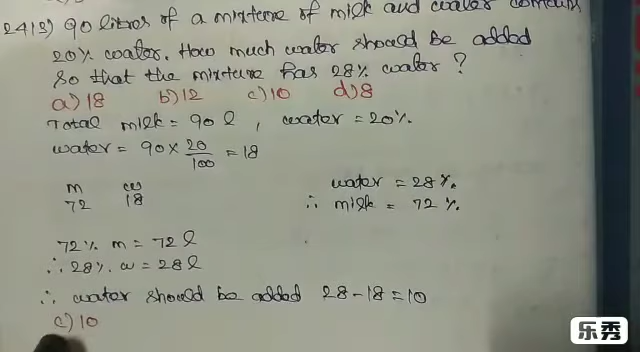 24(2) 90 litres of a mixture of milk and water contains
20% water. How much water should be added
so that the mixture has 28% water?
a) 18 b) 12 c) 10 d) 8
Total milk = 90 l, water = 20%.
water = 90 × 20/100 = 18
m w water = 28%.
72 18 ∴ milk = 72%.
72% m = 72 l
∴ 28% w = 28 l
∴ water should be added 28 - 18 = 10
c) 10
乐秀